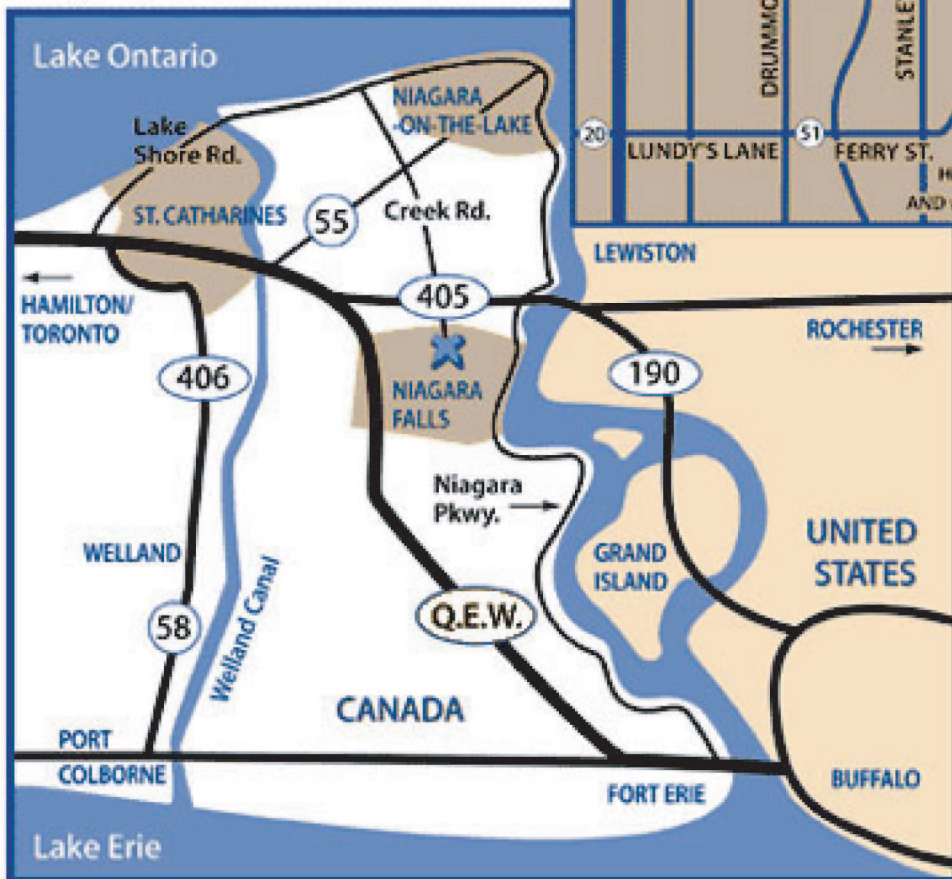 DRUMMO
STANLE
20
LUNDY'S LANE
51
FERRY ST.
H
AND
Lake Ontario
NIAGARA
-ON-THE-LAKE
Lake
Shore Rd.
ST. CATHARINES
55
Creek Rd.
LEWISTON
HAMILTON/
TORONTO
405
ROCHESTER
406
190
NIAGARA
FALLS
Niagara
Pkwy.
WELLAND
GRAND
ISLAND
UNITED
STATES
58
Welland Canal
Q.E.W.
CANADA
PORT
COLBORNE
FORT ERIE
BUFFALO
Lake Erie